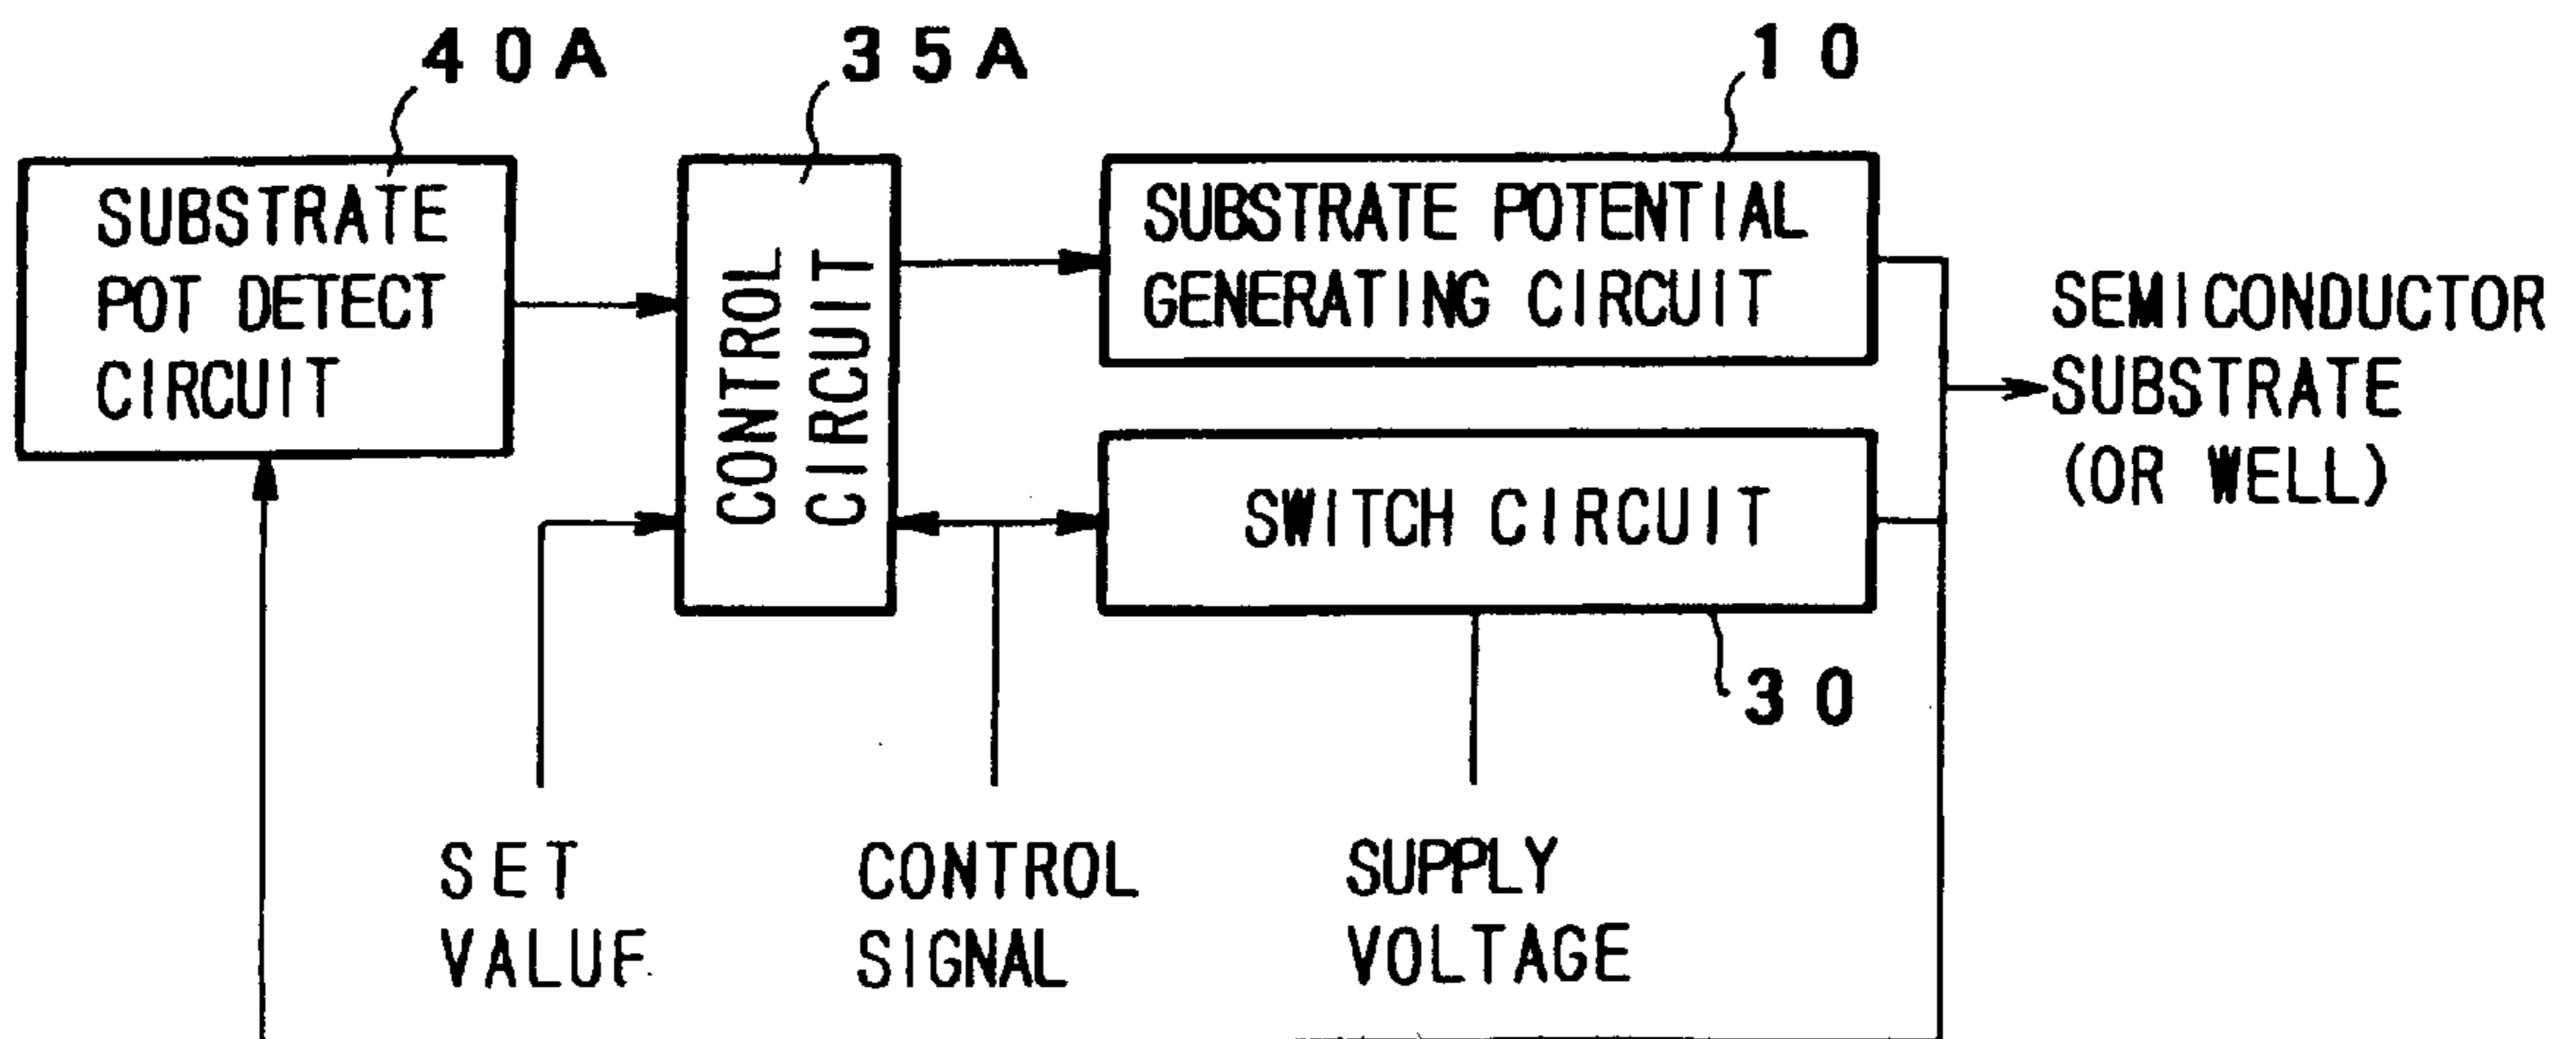 40A
35A
10
SUBSTRATE
POT DETECT
CIRCUIT
CONTROL
CIRCUIT
SUBSTRATE POTENTIAL
GENERATING CIRCUIT
SEMICONDUCTOR
SUBSTRATE
(OR WELL)
SWITCH CIRCUIT
30
SET
VALUE
CONTROL
SIGNAL
SUPPLY
VOLTAGE